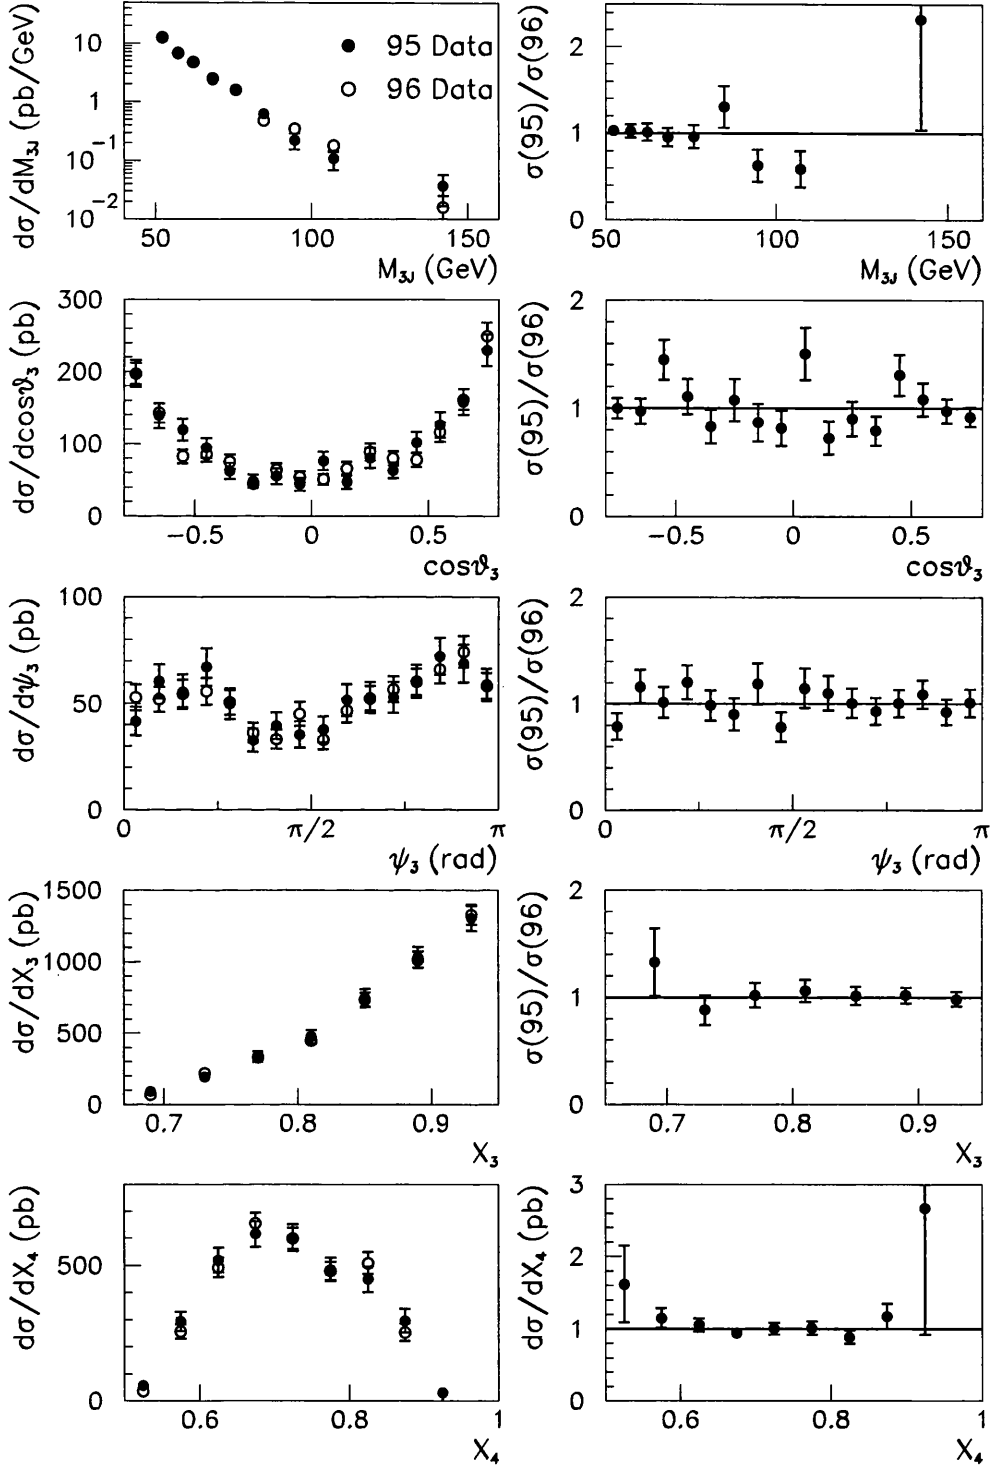 dσ/dM₃J (pb/GeV)
10
1
10⁻¹
10⁻²
● 95 Data
○ 96 Data
50 100 150
M₃J (GeV)
σ(95)/σ(96)
2
1
0
50 100 150
M₃J (GeV)
dσ/dcosϑ₃ (pb)
300
200
100
0
−0.5 0 0.5
cosϑ₃
σ(95)/σ(96)
2
1
0
−0.5 0 0.5
cosϑ₃
dσ/dψ₃ (pb)
100
50
0
0 π/2 π
ψ₃ (rad)
σ(95)/σ(96)
2
1
0
0 π/2 π
ψ₃ (rad)
dσ/dX₃ (pb)
1500
1000
500
0
0.7 0.8 0.9
X₃
σ(95)/σ(96)
2
1
0
0.7 0.8 0.9
X₃
dσ/dX₄ (pb)
500
0
0.6 0.8 1
X₄
dσ/dX₄ (pb)
3
2
1
0
0.6 0.8 1
X₄